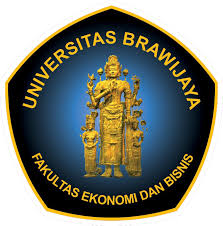 UNIVERSITAS BRAWIJAYA
FAKULTAS EKONOMI DAN BISNIS